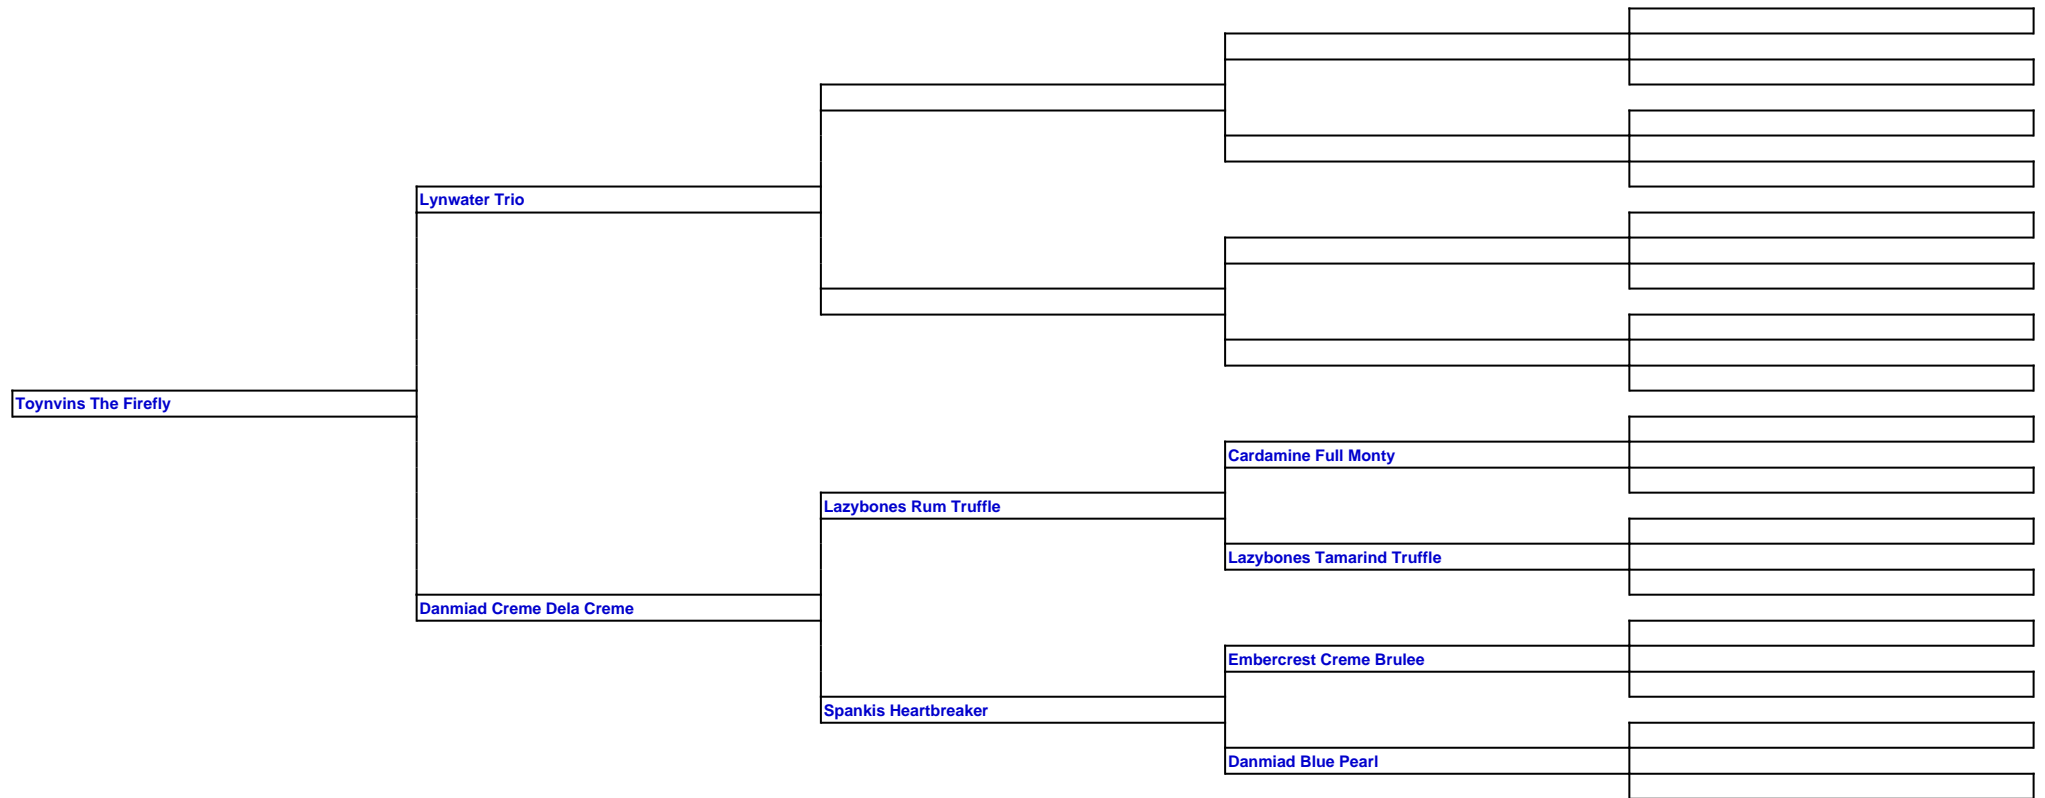 Lynwater Trio
Toynvins The Firefly
Cardamine Full Monty
Lazybones Rum Truffle
Lazybones Tamarind Truffle
Danmiad Creme Dela Creme
Embercrest Creme Brulee
Spankis Heartbreaker
Danmiad Blue Pearl